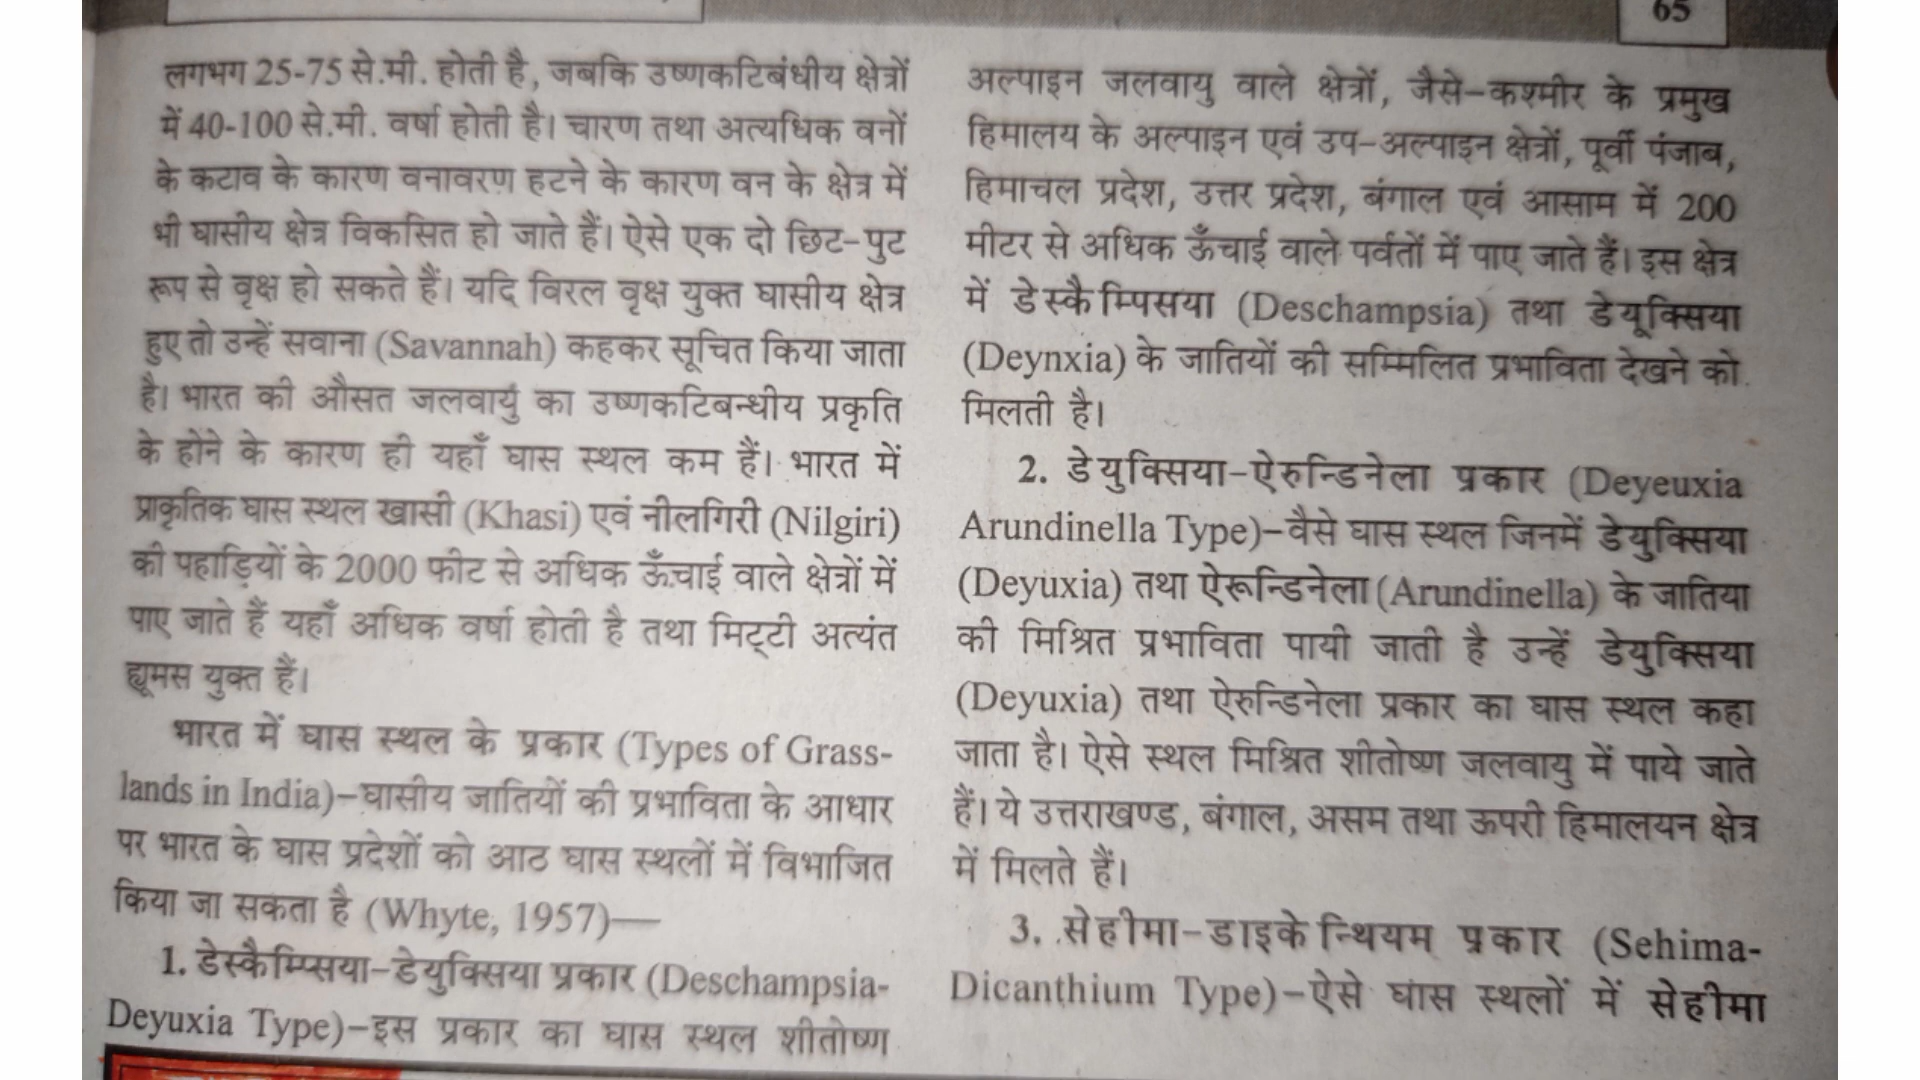 65
लगभग 25-75 से.मी. होती है, जबकि उष्णकटिबंधीय क्षेत्रों
में 40-100 से.मी. वर्षा होती है। चारण तथा अत्यधिक वनों
के कटाव के कारण वनावरण हटने के कारण वन के क्षेत्र में
भी घासीय क्षेत्र विकसित हो जाते हैं। ऐसे एक दो छिट-पुट
रूप से वृक्ष हो सकते हैं। यदि विरल वृक्ष युक्त घासीय क्षेत्र
हुए तो उन्हें सवाना (Savannah) कहकर सूचित किया जाता
है। भारत की औसत जलवायु का उष्णकटिबन्धीय प्रकृति
के होने के कारण ही यहाँ घास स्थल कम हैं। भारत में
प्राकृतिक घास स्थल खासी (Khasi) एवं नीलगिरी (Nilgiri)
की पहाड़ियों के 2000 फीट से अधिक ऊँचाई वाले क्षेत्रों में
पाए जाते हैं यहाँ अधिक वर्षा होती है तथा मिट्टी अत्यंत
ह्यूमस युक्त हैं।
भारत में घास स्थल के प्रकार (Types of Grass-
lands in India)–घासीय जातियों की प्रभाविता के आधार
पर भारत के घास प्रदेशों को आठ घास स्थलों में विभाजित
किया जा सकता है (Whyte, 1957)—
1. डेस्कैम्प्सिया-डेयुक्सिया प्रकार (Deschampsia-
Deyuxia Type)–इस प्रकार का घास स्थल शीतोष्ण
अल्पाइन जलवायु वाले क्षेत्रों, जैसे–कश्मीर के प्रमुख
हिमालय के अल्पाइन एवं उप-अल्पाइन क्षेत्रों, पूर्वी पंजाब,
हिमाचल प्रदेश, उत्तर प्रदेश, बंगाल एवं आसाम में 200
मीटर से अधिक ऊँचाई वाले पर्वतों में पाए जाते हैं। इस क्षेत्र
में डेस्कैम्पिसया (Deschampsia) तथा डेयूक्सिया
(Deynxia) के जातियों की सम्मिलित प्रभाविता देखने को
मिलती है।
2. डेयुक्सिया-ऐरुन्डिनेला प्रकार (Deyeuxia
Arundinella Type)–वैसे घास स्थल जिनमें डेयुक्सिया
(Deyuxia) तथा ऐरून्डिनेला (Arundinella) के जातिया
की मिश्रित प्रभाविता पायी जाती है उन्हें डेयुक्सिया
(Deyuxia) तथा ऐरुन्डिनेला प्रकार का घास स्थल कहा
जाता है। ऐसे स्थल मिश्रित शीतोष्ण जलवायु में पाये जाते
हैं। ये उत्तराखण्ड, बंगाल, असम तथा ऊपरी हिमालयन क्षेत्र
में मिलते हैं।
3. सेहीमा-डाइकेन्थियम प्रकार (Sehima-
Dicanthium Type)–ऐसे घास स्थलों में सेहीमा